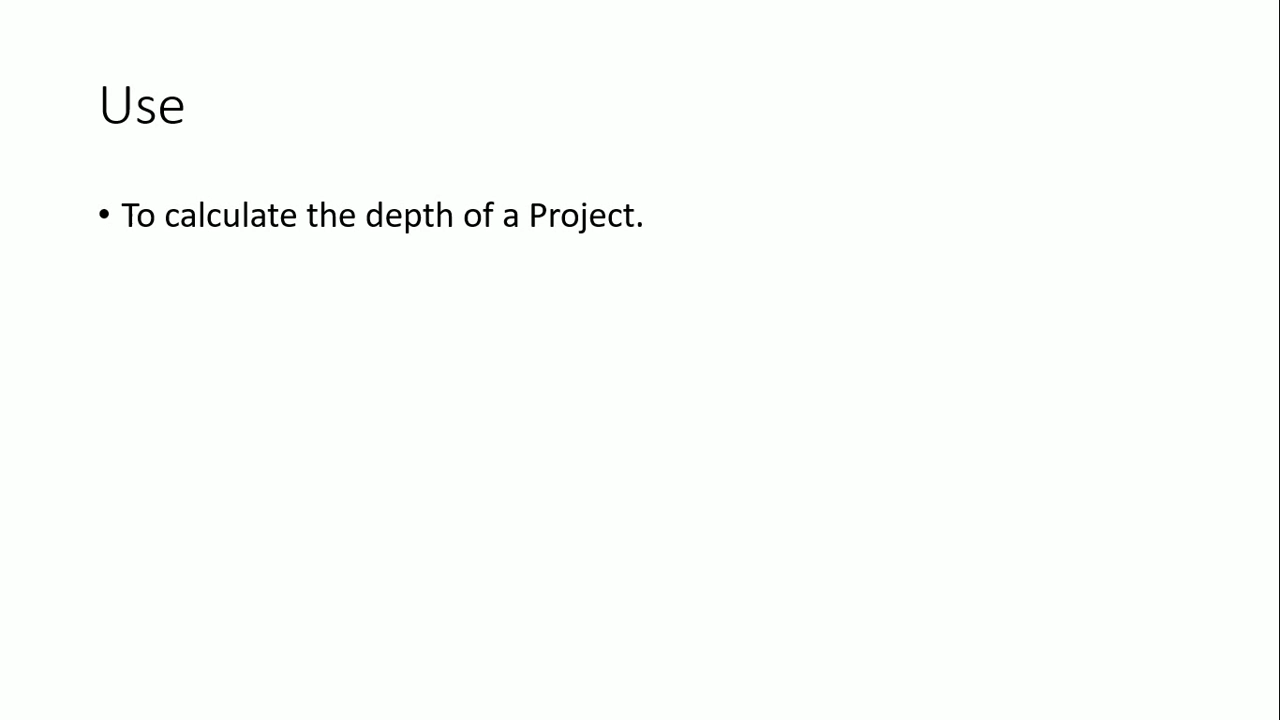 Use
• To calculate the depth of a Project.